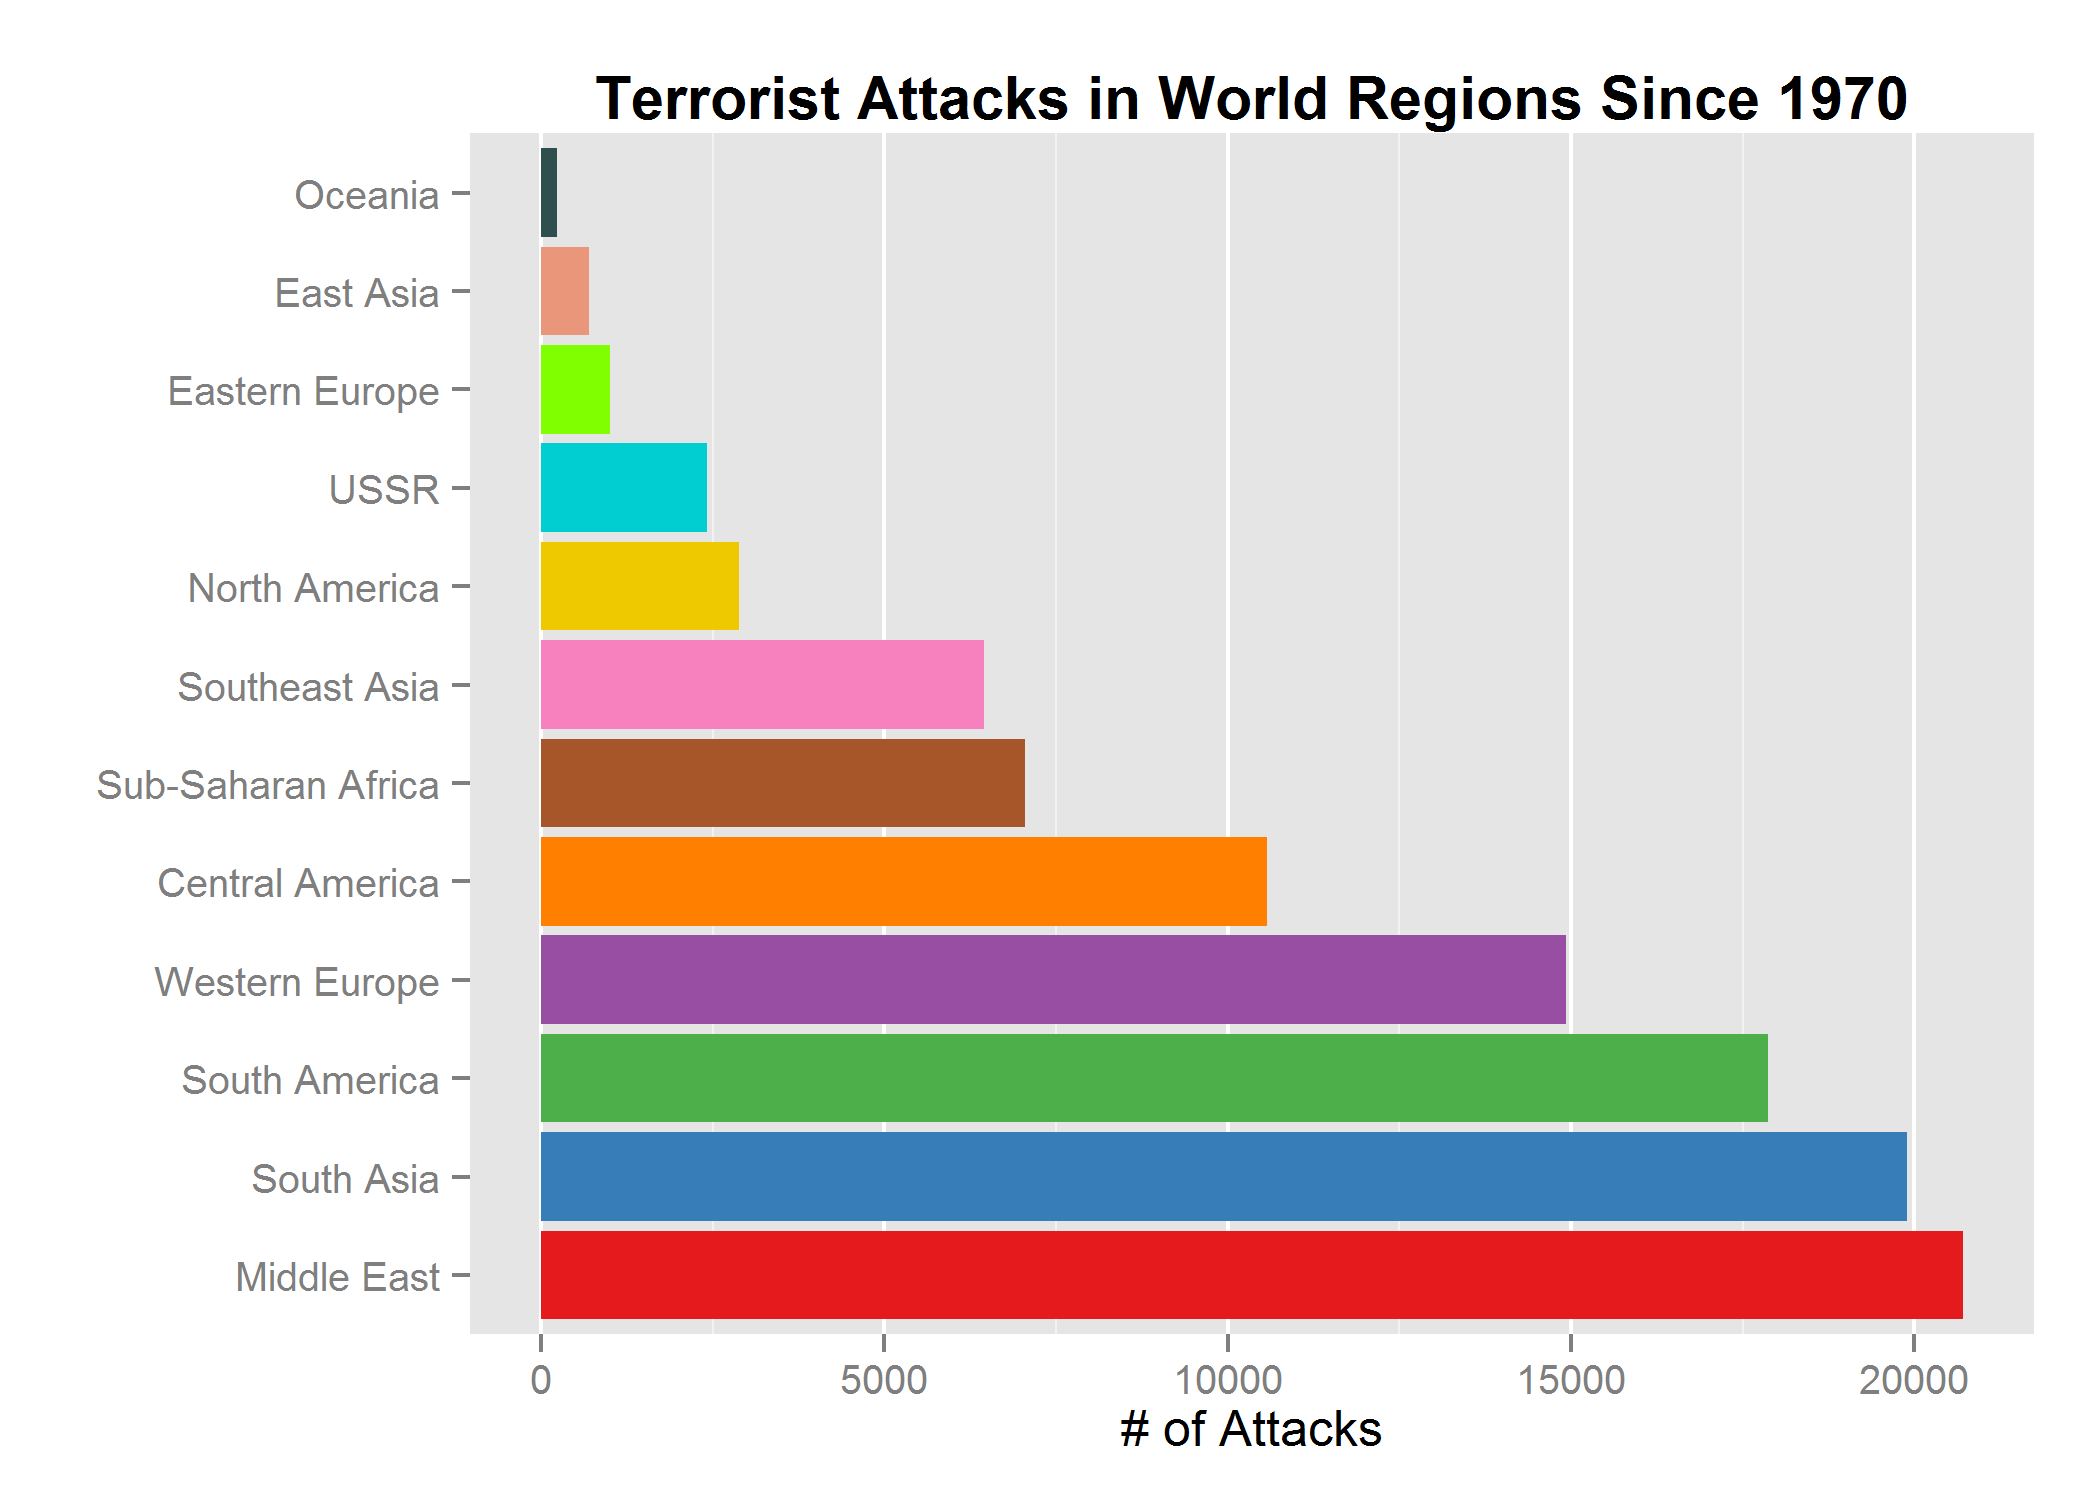 Terrorist Attacks in World Regions Since 1970
Oceania
East Asia
Eastern Europe
USSR
North America
Southeast Asia
Sub-Saharan Africa
Central America
Western Europe
South America
South Asia
Middle East
0 5000 10000 15000 20000
# of Attacks